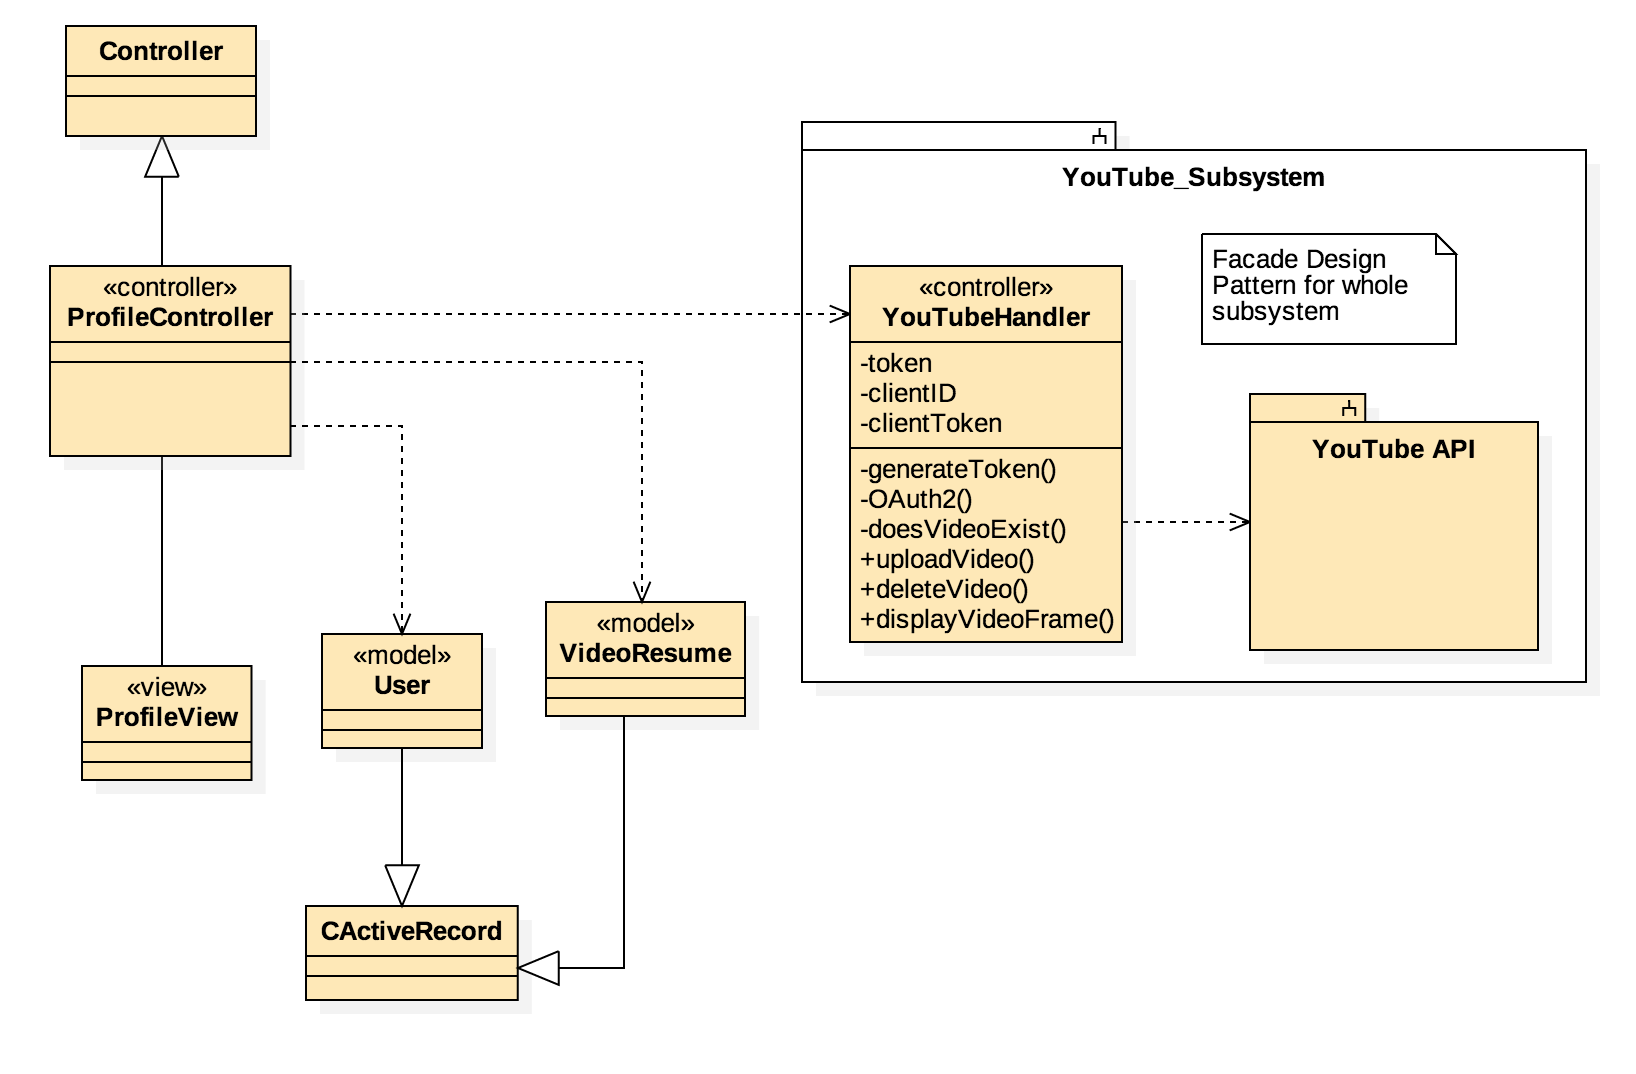 Controller
«controller»
ProfileController
«view»
ProfileView
«model»
User
«model»
VideoResume
CActiveRecord
YouTube_Subsystem
«controller»
YouTubeHandler
-token
-clientID
-clientToken
-generateToken()
-OAuth2()
-doesVideoExist()
+uploadVideo()
+deleteVideo()
+displayVideoFrame()
Facade Design
Pattern for whole
subsystem
YouTube API